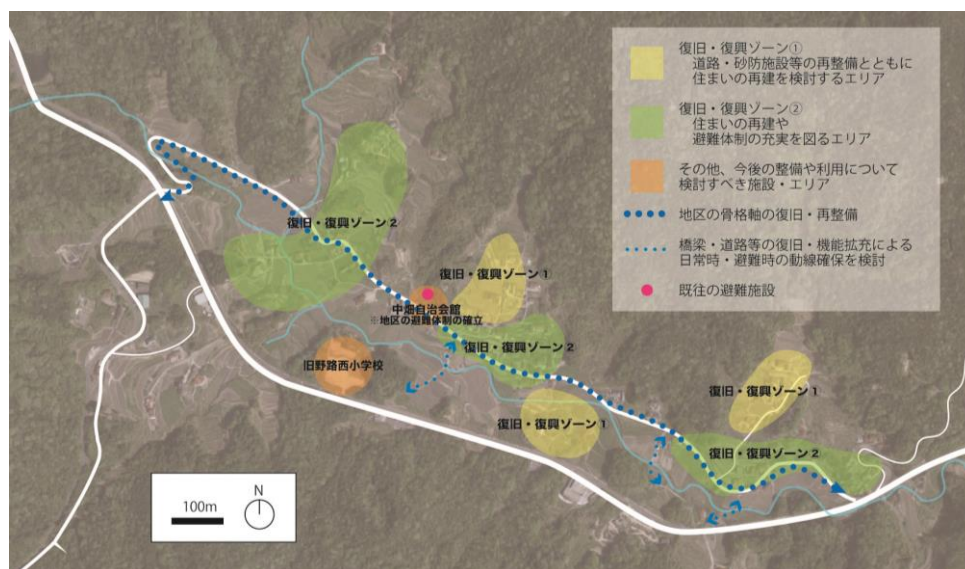 復旧・復興ゾーン①
道路・砂防施設等の再整備とともに
住まいの再建を検討するエリア
復旧・復興ゾーン②
住まいの再建や
避難体制の充実を図るエリア
その他、今後の整備や利用について
検討すべき施設・エリア
地区の骨格軸の復旧・再整備
橋梁・道路等の復旧・機能拡充による
日常時・避難時の動線確保を検討
既往の避難施設
復旧・復興ゾーン2
復旧・復興ゾーン1
中畑自治会館
※地区の避難体制の確立
復旧・復興ゾーン2
旧野路西小学校
復旧・復興ゾーン1
復旧・復興ゾーン1
復旧・復興ゾーン2
100m
N